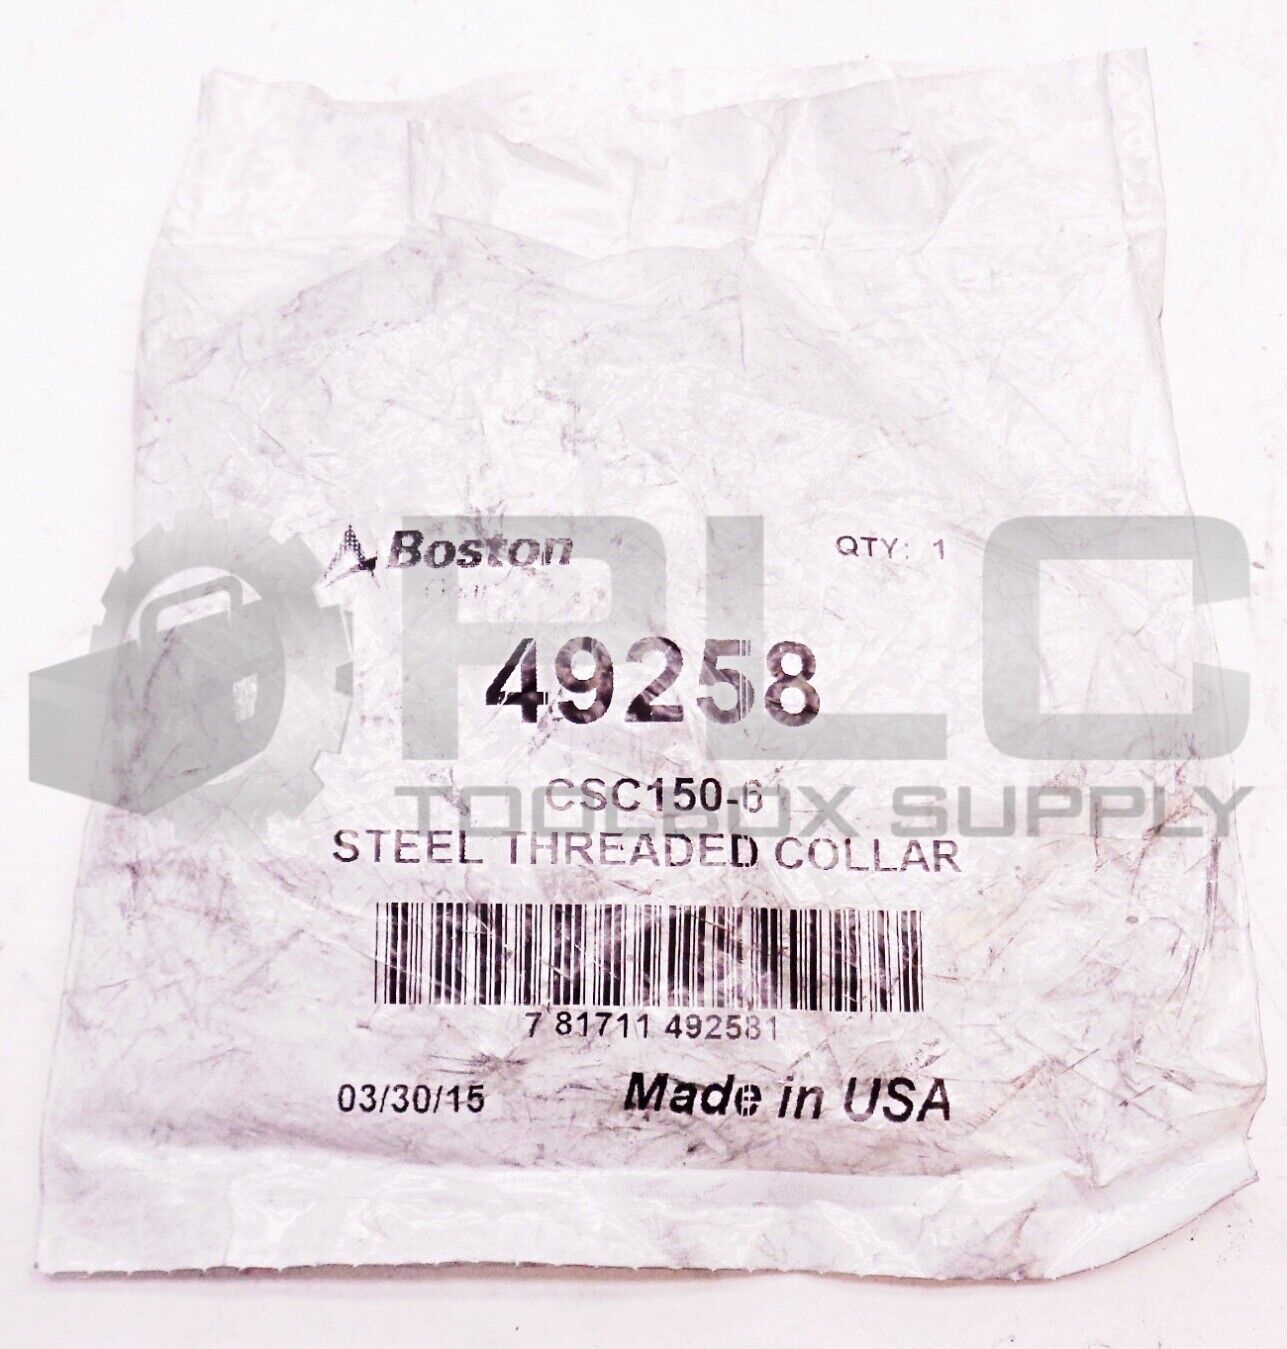 Boston
Gear
QTY: 1
49258
CSC150-6
STEEL THREADED COLLAR
7 81711 492581
03/30/15
Made in USA
PLC
TOOLBOX SUPPLY